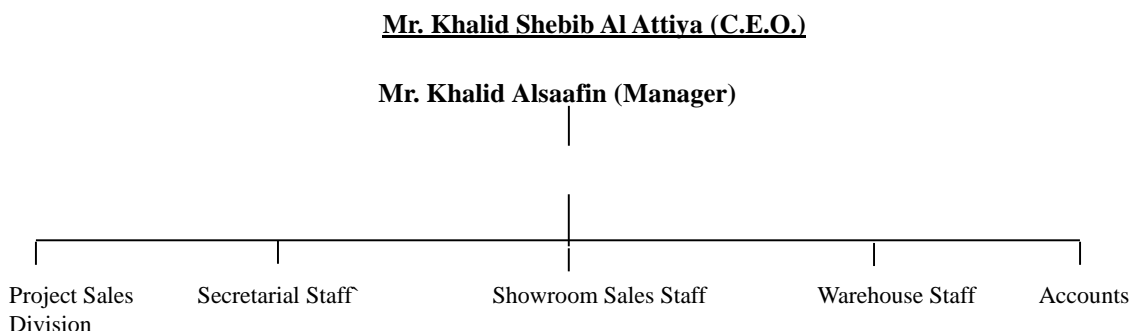 Mr. Khalid Shebib Al Attiya (C.E.O.)
Mr. Khalid Alsaafin (Manager)
Project Sales Division
Secretarial Staff`
Showroom Sales Staff
Warehouse Staff
Accounts